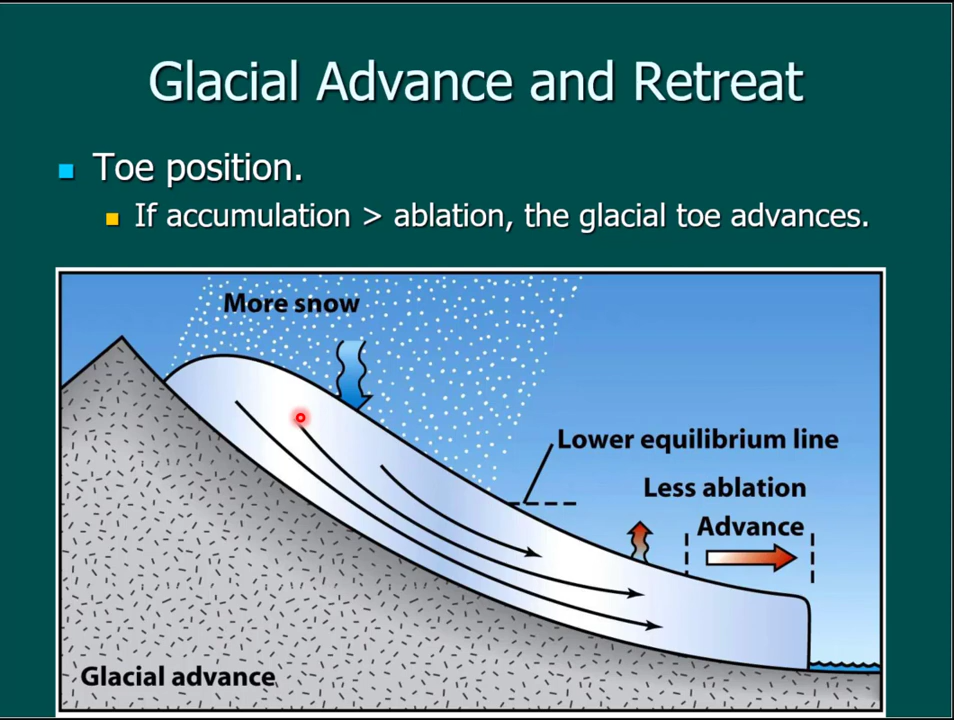 Glacial Advance and Retreat
Toe position.
If accumulation > ablation, the glacial toe advances.
More snow
Lower equilibrium line
Less ablation
Advance
Glacial advance